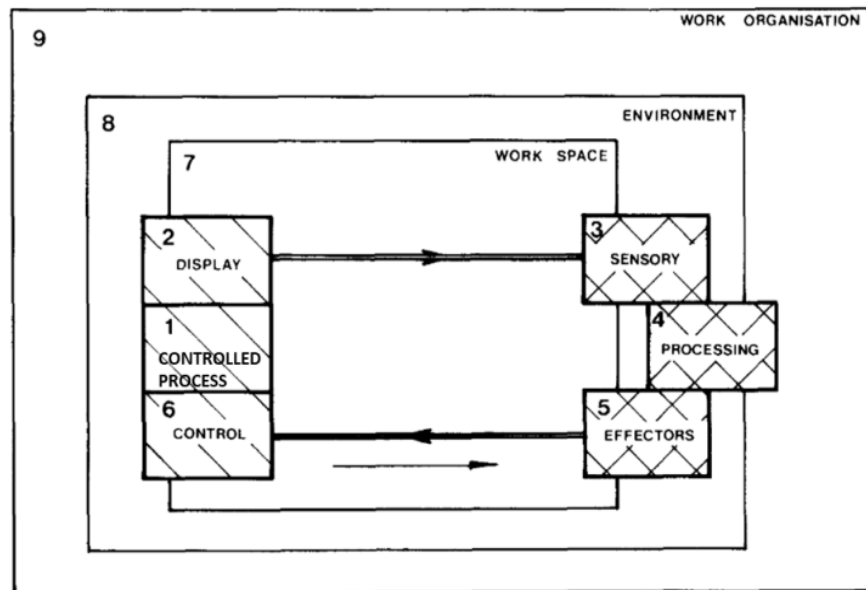 WORK ORGANISATION
9
ENVIRONMENT
8
7
WORK SPACE
2
DISPLAY
3
SENSORY
1
CONTROLLED
PROCESS
4
PROCESSING
6
CONTROL
5
EFFECTORS